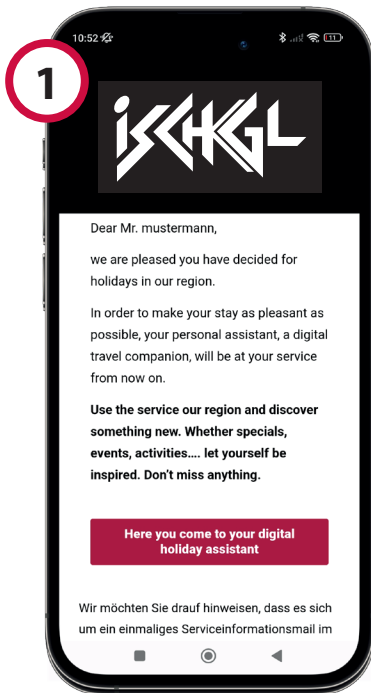 10:52
11
1
iSCHGL
Dear Mr. mustermann,
we are pleased you have decided for
holidays in our region.
In order to make your stay as pleasant as
possible, your personal assistant, a digital
travel companion, will be at your service
from now on.
Use the service our region and discover
something new. Whether specials,
events, activities.... let yourself be
inspired. Don't miss anything.
Here you come to your digital
holiday assistant
Wir möchten Sie drauf hinweisen, dass es sich
um ein einmaliges Serviceinformationsmail im